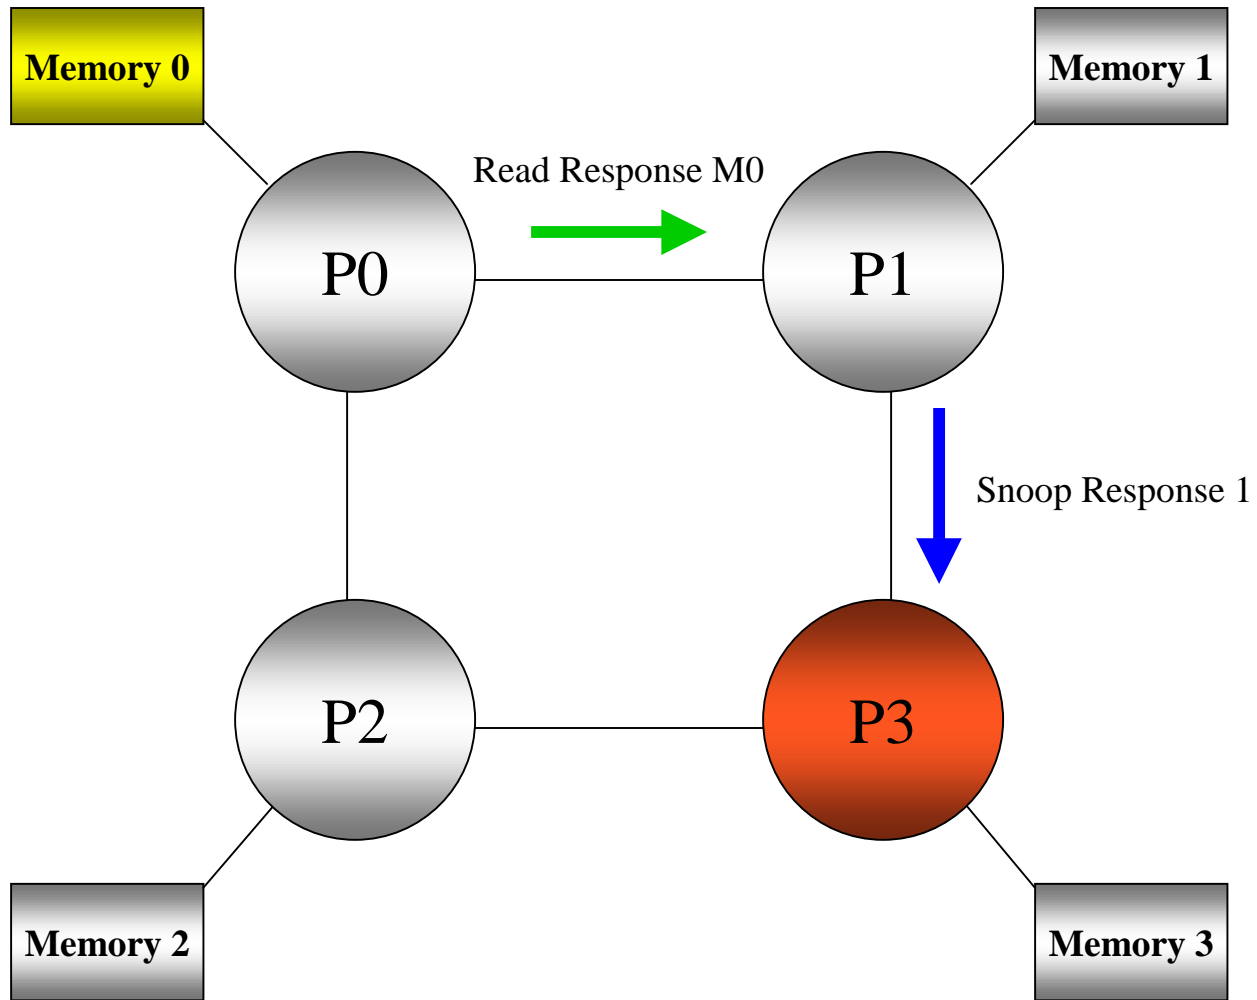 Memory 0
Memory 1
Read Response M0
P0
P1
Snoop Response 1
P2
P3
Memory 2
Memory 3